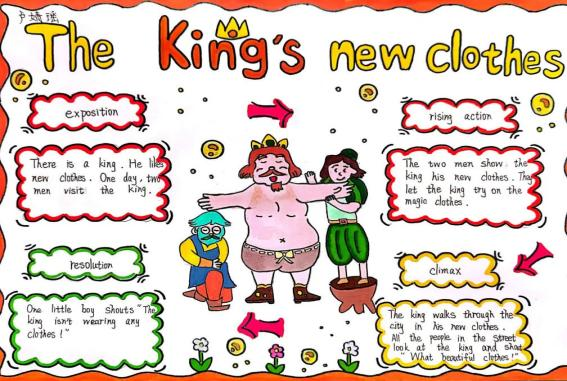 卢婧瑶
The King's new clothes
exposition
There is a king. He likes
new clothes. One day, two
men visit the king.
rising action
The two men show the
king his new clothes. They
let the king try on the
magic clothes.
climax
The king walks through the
city in his new clothes.
All the people in the street
look at the king and shout
"What beautiful clothes!"
resolution
One little boy shouts "The
king isn't wearing any
clothes!"